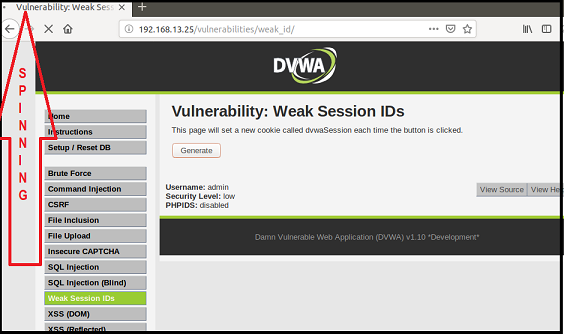 Vulnerability: Weak Sess
192.168.13.25/vulnerabilities/weak_id/
DVWA
SPINNING
Home
Instructions
Setup / Reset DB
Brute Force
Command Injection
CSRF
File Inclusion
File Upload
Insecure CAPTCHA
SQL Injection
SQL Injection (Blind)
Weak Session IDs
XSS (DOM)
XSS (Reflected)
Vulnerability: Weak Session IDs
This page will set a new cookie called dvwaSession each time the button is clicked.
Generate
Username: admin
Security Level: low
PHPIDS: disabled
View Source View He
Damn Vulnerable Web Application (DVWA) v1.10 *Development*